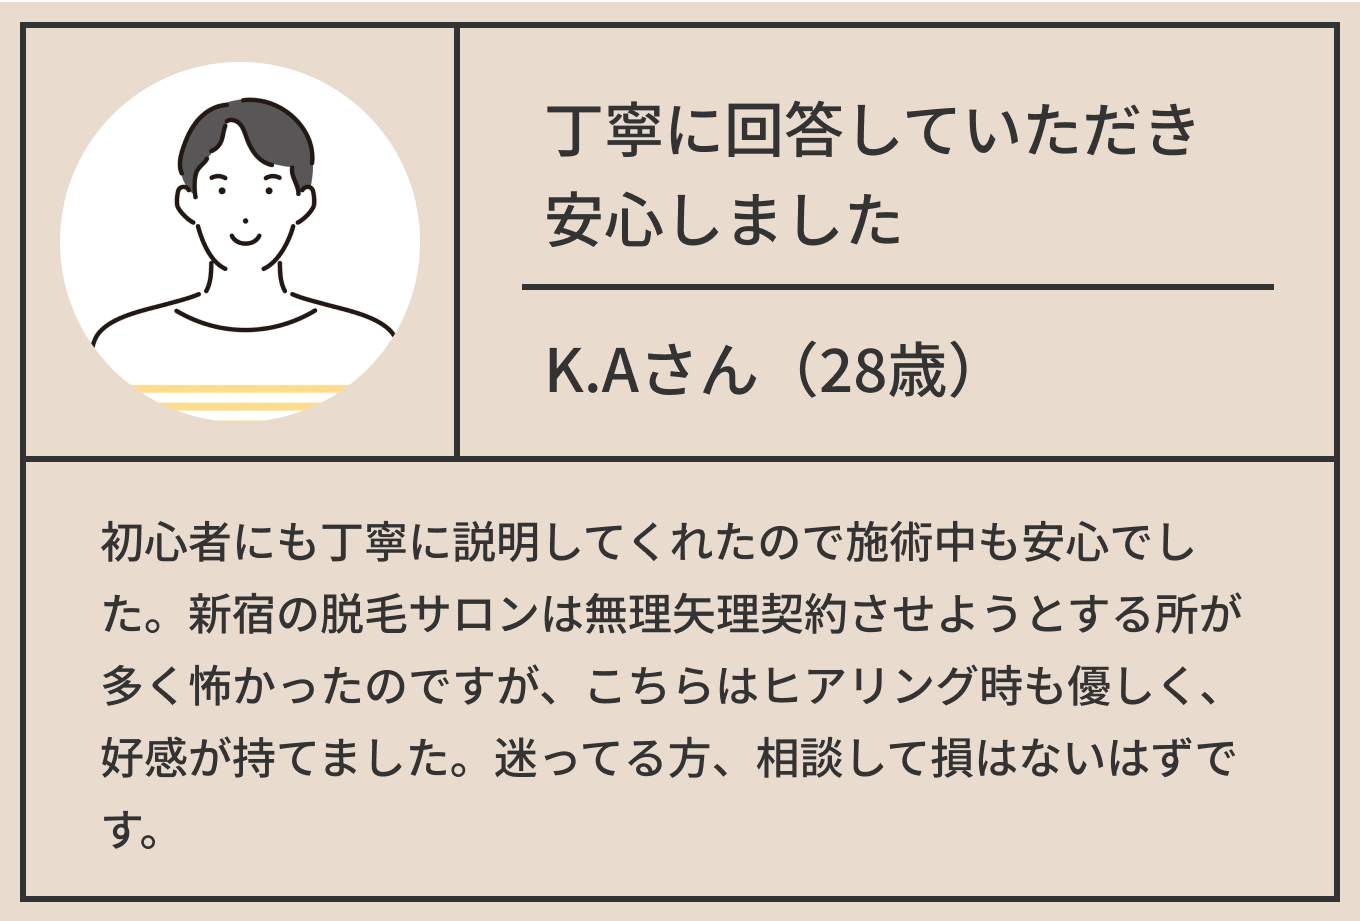 丁寧に回答していただき
安心しました
K.Aさん（28歳）
初心者にも丁寧に説明してくれたので施術中も安心でし
た。新宿の脱毛サロンは無理矢理契約させようとする所が
多く怖かったのですが、こちらはヒアリング時も優しく、
好感が持てました。迷ってる方、相談して損はないはずで
す。